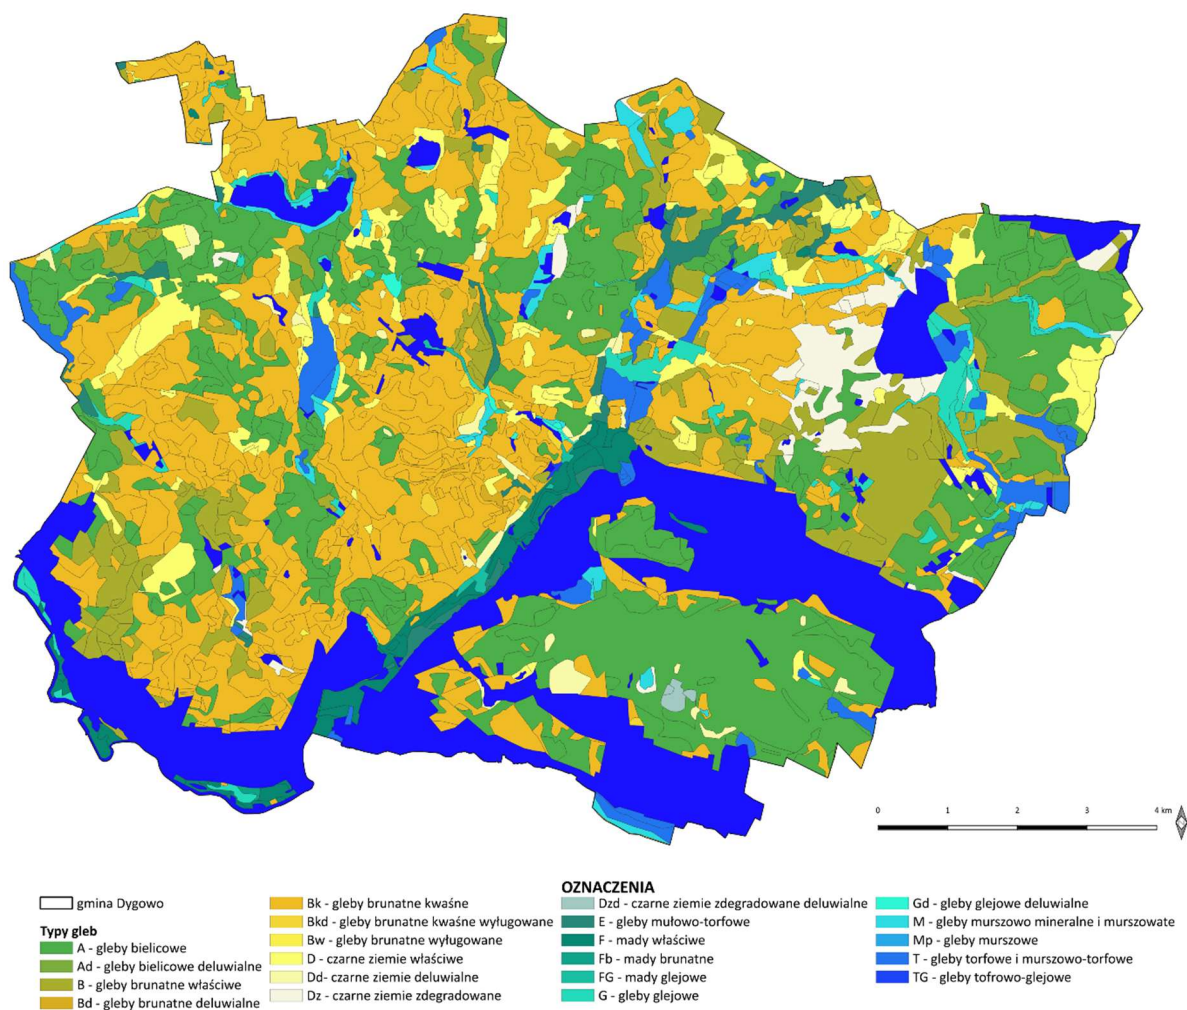 0 1 2 3 4 km
OZNACZENIA
gmina Dygowo
Typy gleb
A - gleby bielicowe
Ad - gleby bielicowe deluwialne
B - gleby brunatne właściwe
Bd - gleby brunatne deluwialne
Bk - gleby brunatne kwaśne
Bkd - gleby brunatne kwaśne wyługowane
Bw - gleby brunatne wyługowane
D - czarne ziemie właściwe
Dd- czarne ziemie deluwialne
Dz - czarne ziemie zdegradowane
Dzd - czarne ziemie zdegradowane deluwialne
E - gleby mułowo-torfowe
F - mady właściwe
Fb - mady brunatne
FG - mady glejowe
G - gleby glejowe
Gd - gleby glejowe deluwialne
M - gleby murszowo mineralne i murszowate
Mp - gleby murszowe
T - gleby torfowe i murszowo-torfowe
TG - gleby tofrowo-glejowe